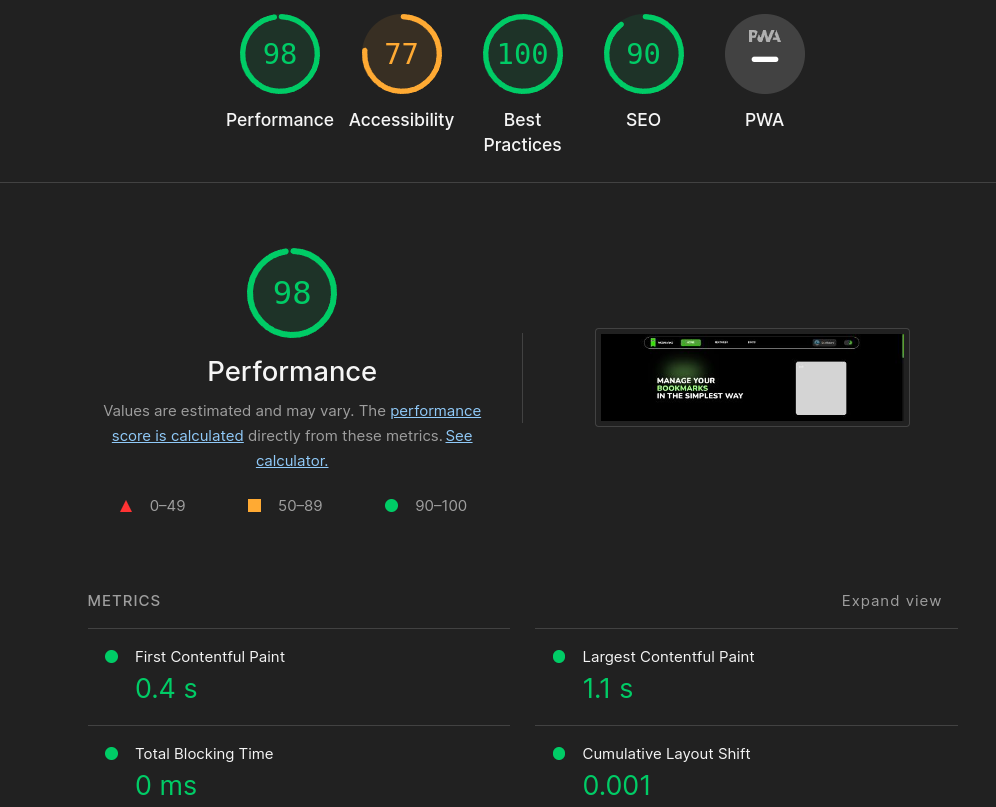 98 77 100 90 PWA
Performance Accessibility Best Practices SEO PWA
98
Performance
Values are estimated and may vary. The performance
score is calculated directly from these metrics. See
calculator.
0–49 50–89 90–100
MANAGE YOUR
BOOKMARKS
IN THE SIMPLEST WAY
METRICS Expand view
First Contentful Paint Largest Contentful Paint
0.4 s 1.1 s
Total Blocking Time Cumulative Layout Shift
0 ms 0.001